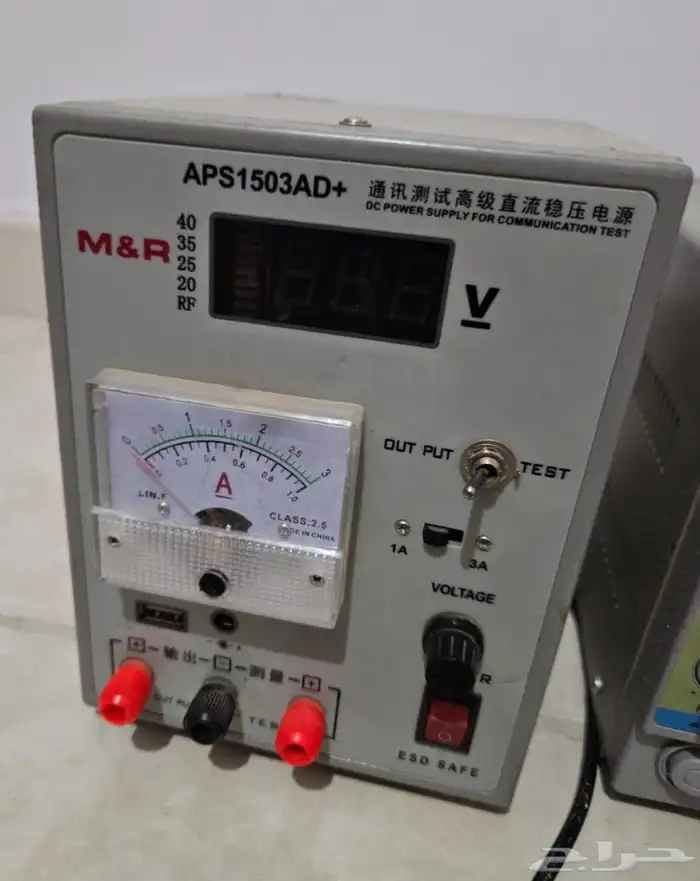 APS1503AD+
通讯测试高级直流稳压电源
DC POWER SUPPLY FOR COMMUNICATION TEST
M&R
40
35
25
20
RF
V
0 0.5 1 1.5 2 2.5 3
0.2 0.4 0.6 0.8 1.0
A
CLASS:2.5
MADE IN CHINA
OUT PUT
TEST
1A
3A
VOLTAGE
+ 输出 − 测量 +
OUT PUT
ESD SAFE
حراج